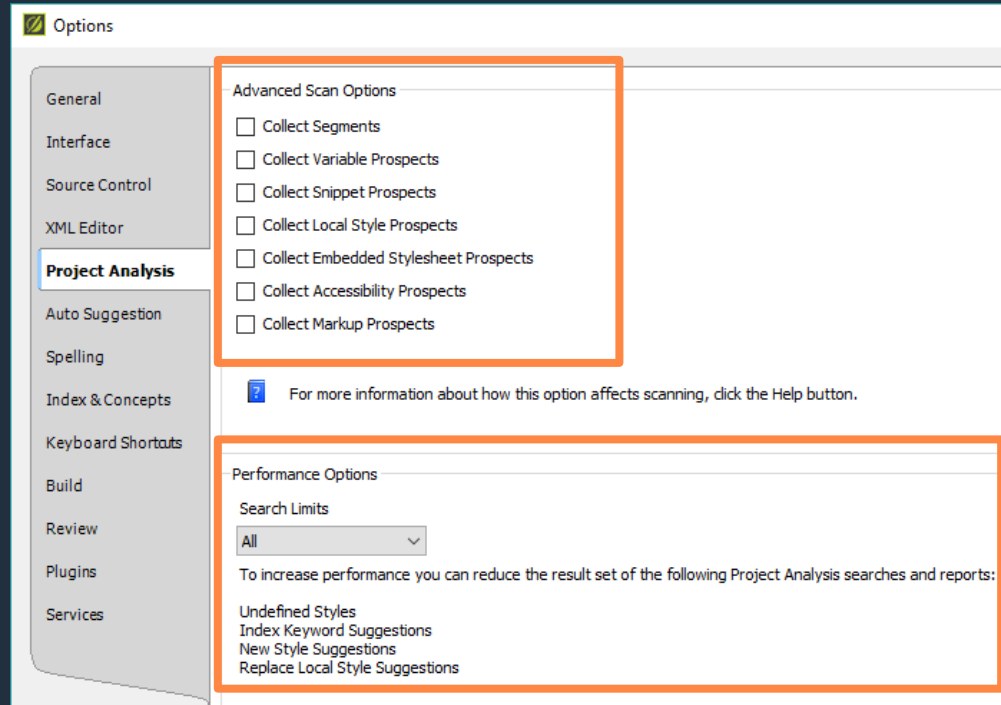 Options
General
Interface
Source Control
XML Editor
Project Analysis
Auto Suggestion
Spelling
Index & Concepts
Keyboard Shortcuts
Build
Review
Plugins
Services
Advanced Scan Options
Collect Segments
Collect Variable Prospects
Collect Snippet Prospects
Collect Local Style Prospects
Collect Embedded Stylesheet Prospects
Collect Accessibility Prospects
Collect Markup Prospects
? For more information about how this option affects scanning, click the Help button.
Performance Options
Search Limits
All
To increase performance you can reduce the result set of the following Project Analysis searches and reports:
Undefined Styles
Index Keyword Suggestions
New Style Suggestions
Replace Local Style Suggestions